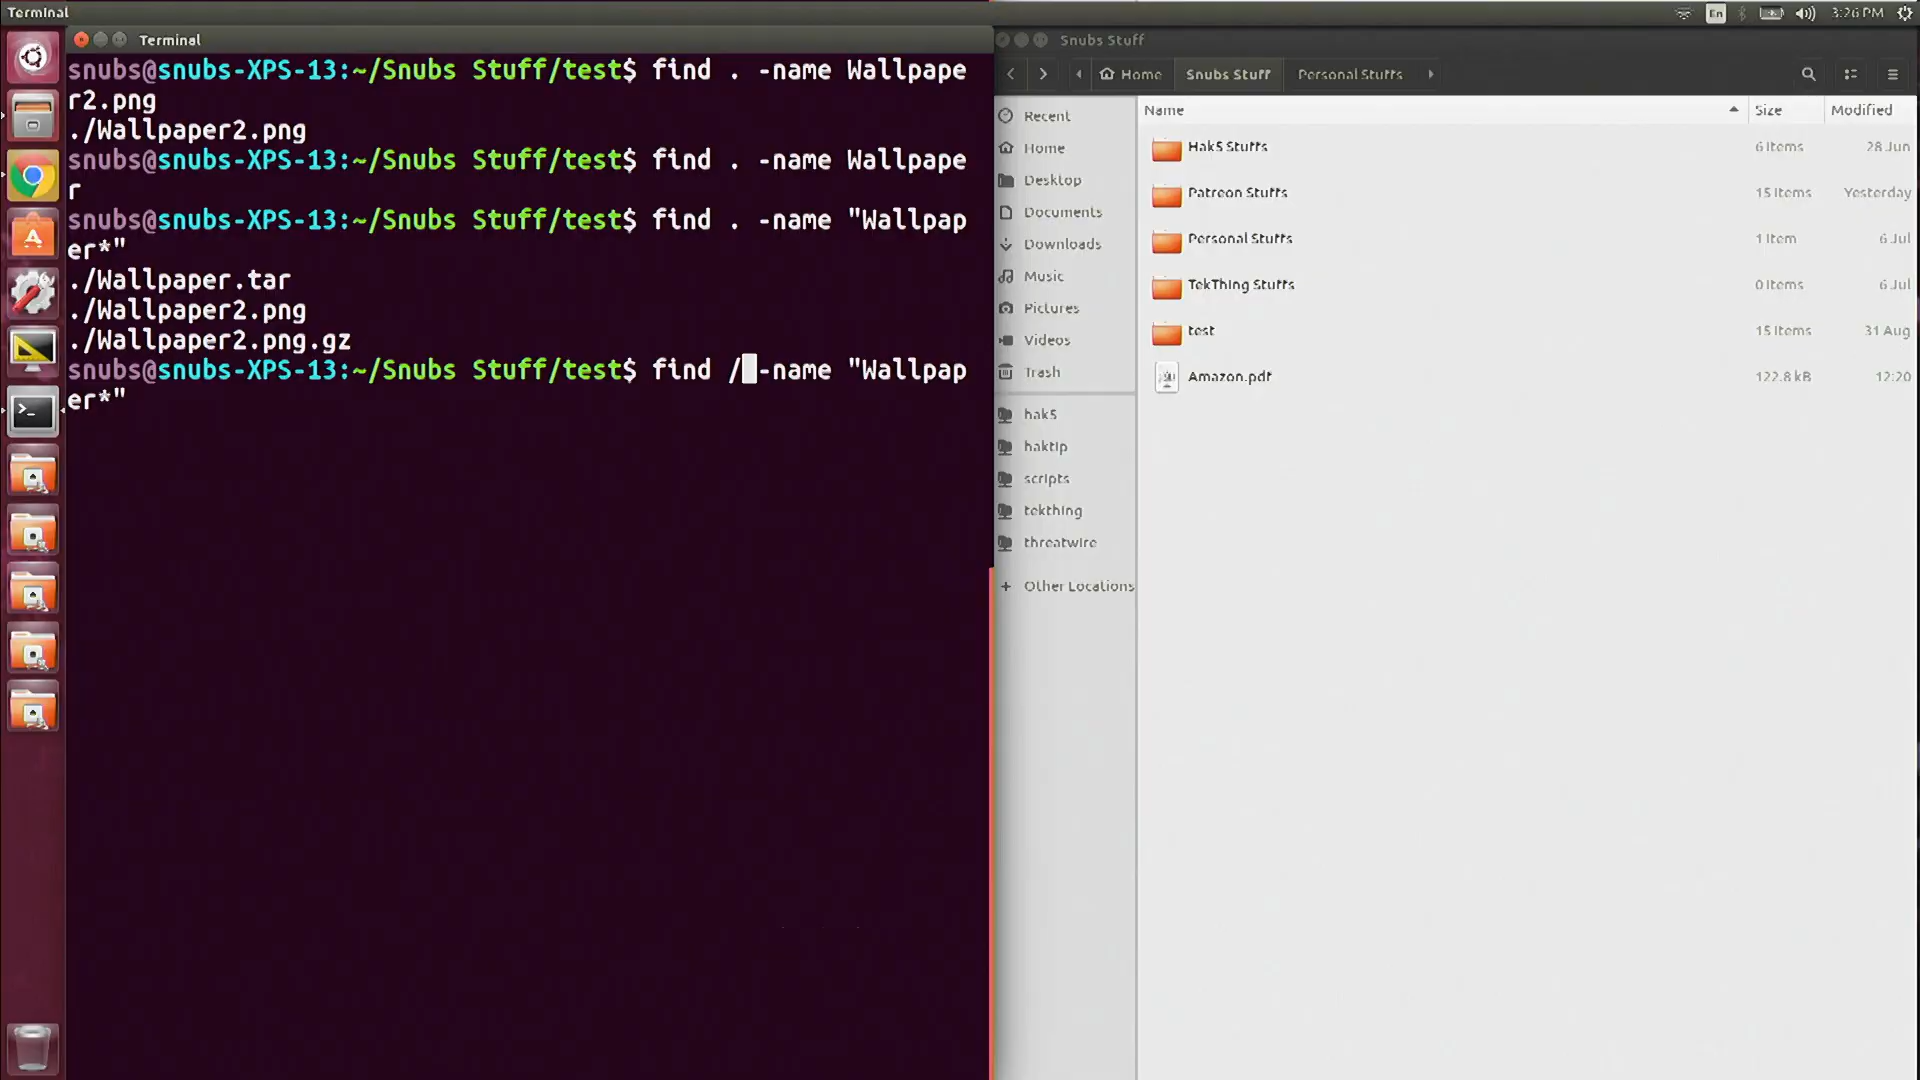 Terminal
En
3:26 PM
Terminal
snubs@snubs-XPS-13:~/Snubs Stuff/test$ find . -name Wallpape
r2.png
./Wallpaper2.png
snubs@snubs-XPS-13:~/Snubs Stuff/test$ find . -name Wallpape
r
snubs@snubs-XPS-13:~/Snubs Stuff/test$ find . -name "Wallpap
er*"
./Wallpaper.tar
./Wallpaper2.png
./Wallpaper2.png.gz
snubs@snubs-XPS-13:~/Snubs Stuff/test$ find / -name "Wallpap
er*"
Snubs Stuff
Home Snubs Stuff Personal Stuffs
Recent
Home
Desktop
Documents
Downloads
Music
Pictures
Videos
Trash
hak5
haktip
scripts
tekthing
threatwire
+ Other Locations
Name Size Modified
Hak5 Stuffs 6 items 28 Jun
Patreon Stuffs 15 items Yesterday
Personal Stuffs 1 item 6 Jul
TekThing Stuffs 0 items 6 Jul
test 15 items 31 Aug
Amazon.pdf 122.8 kB 12:20